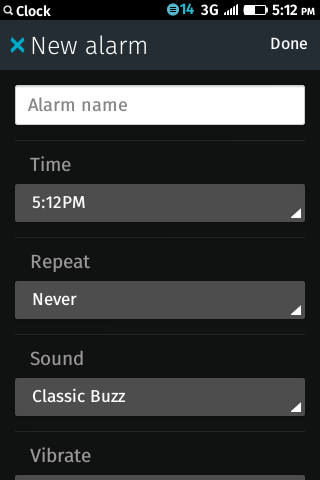 Clock 14 3G 5:12 PM
New alarm Done
Alarm name
Time
5:12PM
Repeat
Never
Sound
Classic Buzz
Vibrate